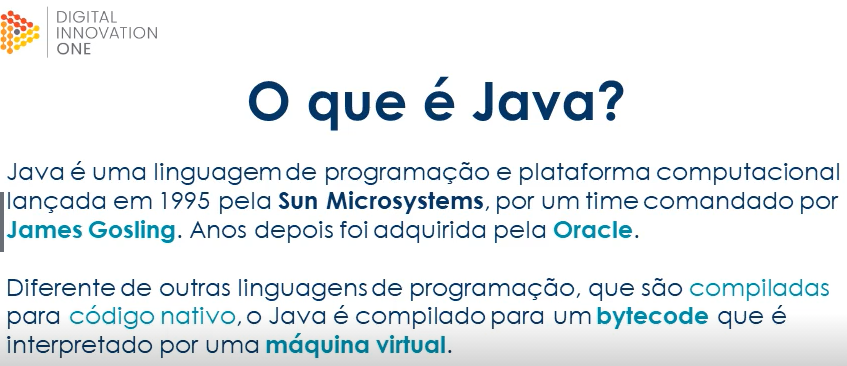 DIGITAL
INNOVATION
ONE
O que é Java?
Java é uma linguagem de programação e plataforma computacional
lançada em 1995 pela Sun Microsystems, por um time comandado por
James Gosling. Anos depois foi adquirida pela Oracle.
Diferente de outras linguagens de programação, que são compiladas
para código nativo, o Java é compilado para um bytecode que é
interpretado por uma máquina virtual.